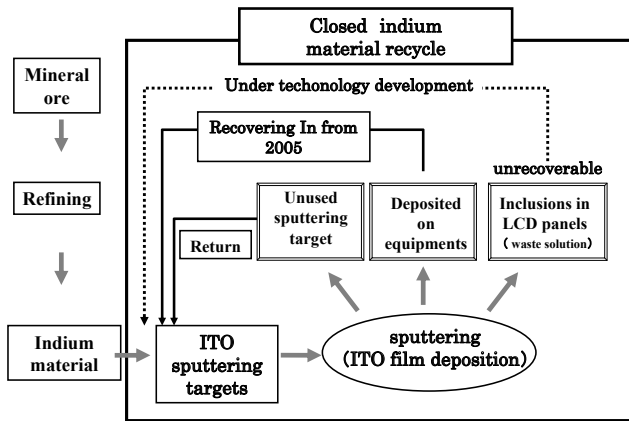 Closed indium
material recycle
Mineral
ore
Under techonology development
Recovering In from
2005
unrecoverable
Refining
Unused
sputtering
target
Deposited
on
equipments
Inclusions in
LCD panels
( waste solution )
Return
Indium
material
ITO
sputtering
targets
sputtering
(ITO film deposition)